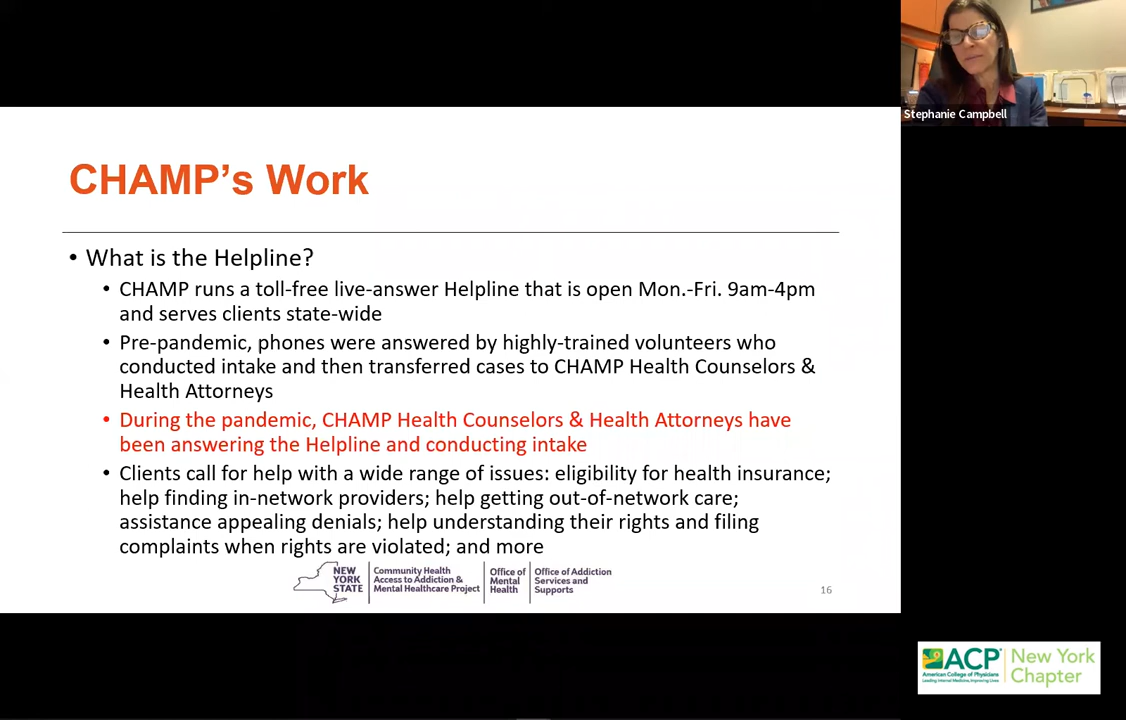 Stephanie Campbell
CHAMP's Work
• What is the Helpline?
• CHAMP runs a toll-free live-answer Helpline that is open Mon.-Fri. 9am-4pm
and serves clients state-wide
• Pre-pandemic, phones were answered by highly-trained volunteers who
conducted intake and then transferred cases to CHAMP Health Counselors &
Health Attorneys
• During the pandemic, CHAMP Health Counselors & Health Attorneys have
been answering the Helpline and conducting intake
• Clients call for help with a wide range of issues: eligibility for health insurance;
help finding in-network providers; help getting out-of-network care;
assistance appealing denials; help understanding their rights and filing
complaints when rights are violated; and more
NEW
YORK
STATE
Community Health
Access to Addiction &
Mental Healthcare Project
Office of
Mental
Health
Office of Addiction
Services and
Supports
16
ACP
American College of Physicians
Leading Internal Medicine, Improving Lives
New York
Chapter